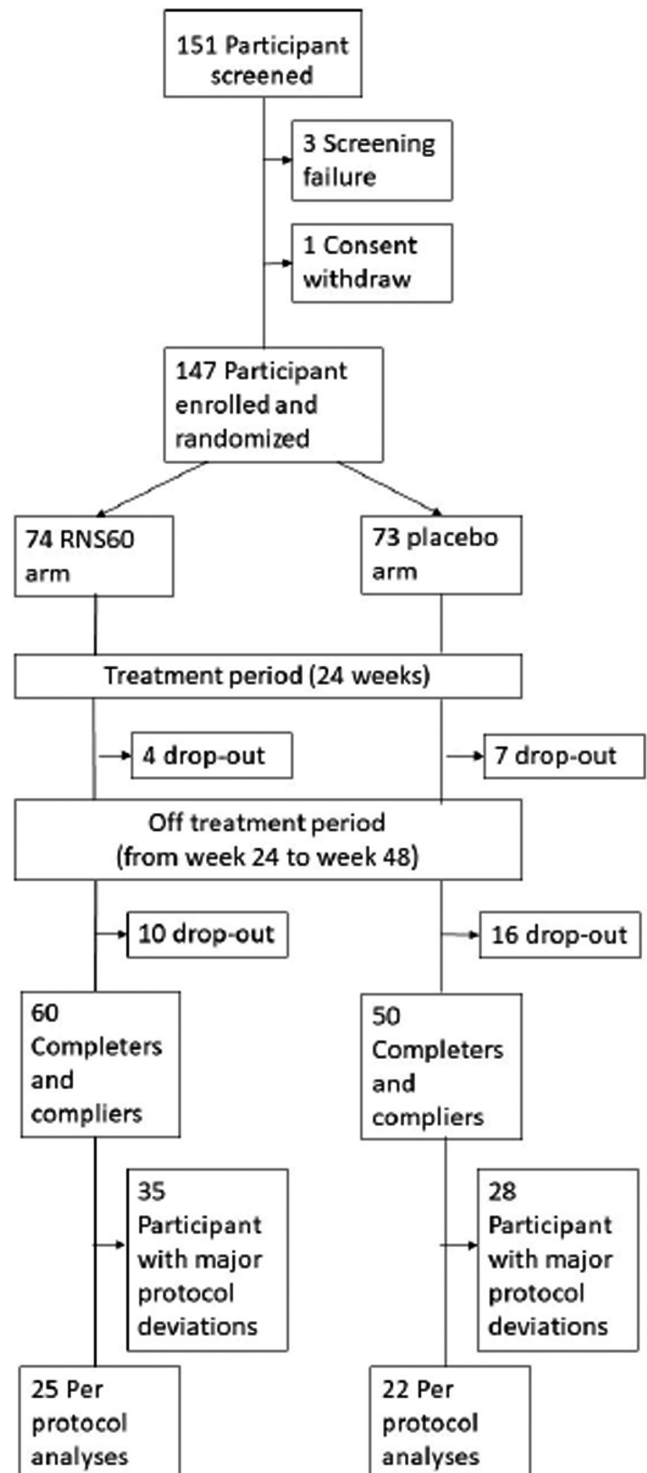 151 Participant
screened
3 Screening
failure
1 Consent
withdraw
147 Participant
enrolled and
randomized
74 RNS60
arm
73 placebo
arm
Treatment period (24 weeks)
4 drop-out
7 drop-out
Off treatment period
(from week 24 to week 48)
10 drop-out
16 drop-out
60
Completers
and
compliers
50
Completers
and
compliers
35
Participant
with major
protocol
deviations
28
Participant
with major
protocol
deviations
25 Per
protocol
analyses
22 Per
protocol
analyses